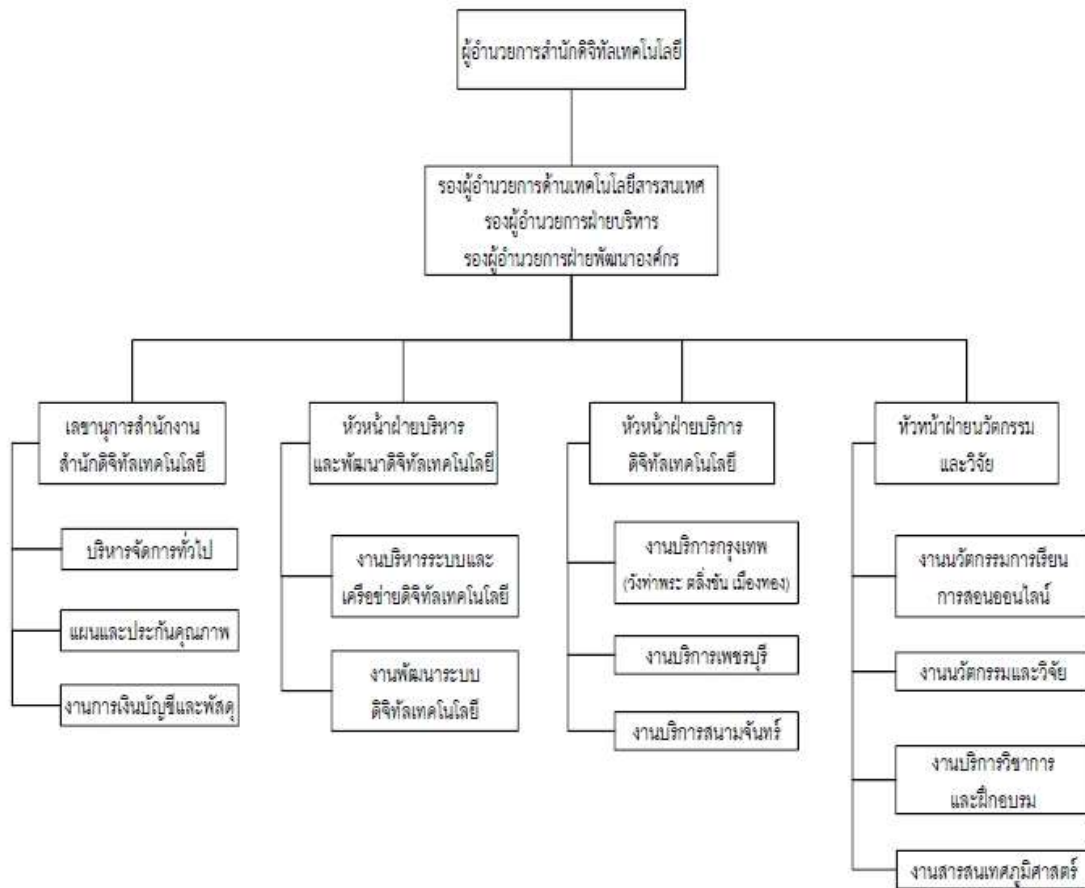 ผู้อำนวยการสำนักดิจิทัลเทคโนโลยี
รองผู้อำนวยการด้านเทคโนโลยีสารสนเทศ
รองผู้อำนวยการฝ่ายบริหาร
รองผู้อำนวยการฝ่ายพัฒนาองค์กร
เลขานุการสำนักงาน
สำนักดิจิทัลเทคโนโลยี
บริหารจัดการทั่วไป
แผนและประกันคุณภาพ
งานการเงินบัญชีและพัสดุ
หัวหน้าฝ่ายบริหาร
และพัฒนาดิจิทัลเทคโนโลยี
งานบริหารระบบและ
เครือข่ายดิจิทัลเทคโนโลยี
งานพัฒนาระบบ
ดิจิทัลเทคโนโลยี
หัวหน้าฝ่ายบริการ
ดิจิทัลเทคโนโลยี
งานบริการกรุงเทพ
(วังท่าพระ ตลิ่งชัน เมืองทอง)
งานบริการเพชรบุรี
งานบริการสนามจันทร์
หัวหน้าฝ่ายนวัตกรรม
และวิจัย
งานนวัตกรรมการเรียน
การสอนออนไลน์
งานนวัตกรรมและวิจัย
งานบริการวิชาการ
และฝึกอบรม
งานสารสนเทศภูมิศาสตร์